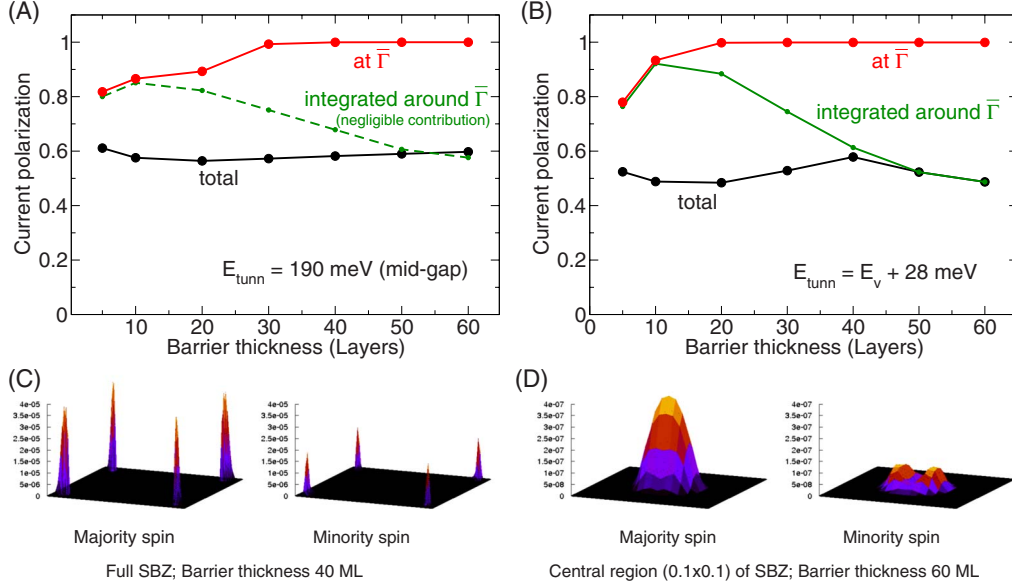 (A)
Current polarization
1
0.8
0.6
0.4
0.2
0
at Γ̅
integrated around Γ̅
(negligible contribution)
total
E_tunn = 190 meV (mid-gap)
10 20 30 40 50 60
Barrier thickness (Layers)
(B)
Current polarization
1
0.8
0.6
0.4
0.2
0
at Γ̅
integrated around Γ̅
total
E_tunn = E_v + 28 meV
0 10 20 30 40 50 60
Barrier thickness (Layers)
(C)
4e-05
3.5e-05
3e-05
2.5e-05
2e-05
1.5e-05
1e-05
5e-06
0
Majority spin
4e-05
3.5e-05
3e-05
2.5e-05
2e-05
1.5e-05
1e-05
5e-06
0
Minority spin
Full SBZ; Barrier thickness 40 ML
(D)
4e-07
3.5e-07
3e-07
2.5e-07
2e-07
1.5e-07
1e-07
5e-08
0
Majority spin
4e-07
3.5e-07
3e-07
2.5e-07
2e-07
1.5e-07
1e-07
5e-08
0
Minority spin
Central region (0.1x0.1) of SBZ; Barrier thickness 60 ML